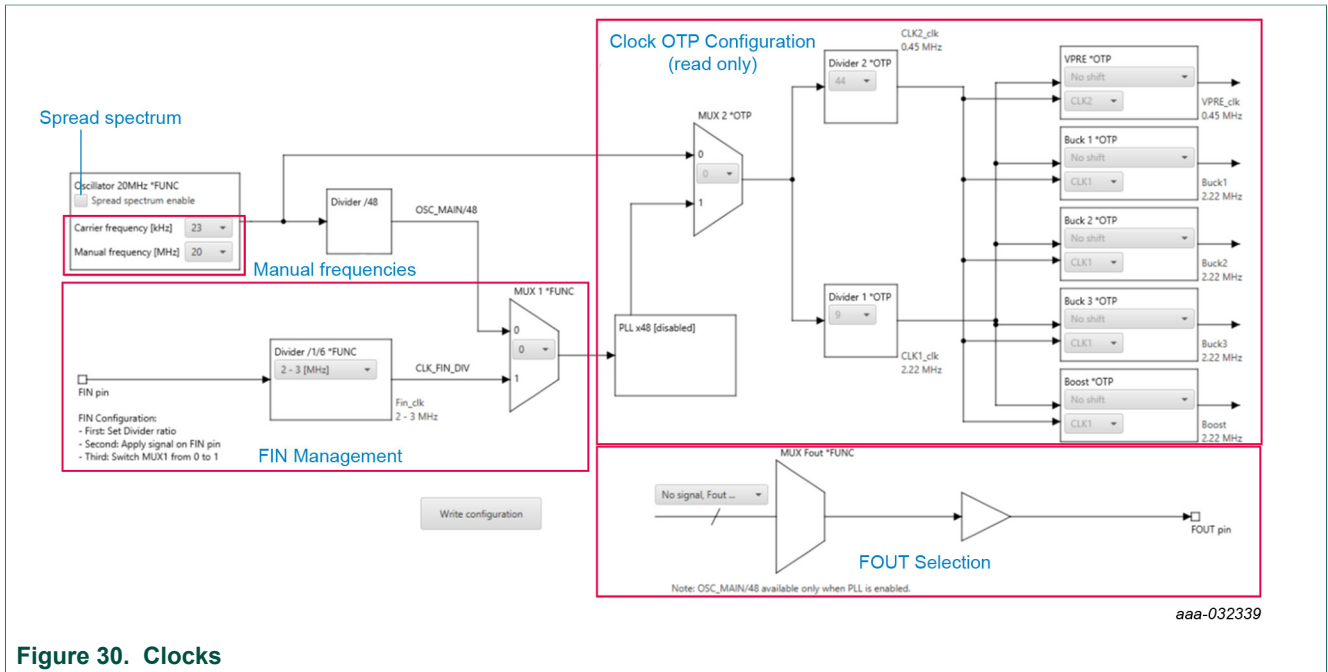 Clock OTP Configuration
(read only)
CLK2_clk
0.45 MHz
Divider 2 *OTP
44
VPRE *OTP
No shift
CLK2
VPRE_clk
0.45 MHz
Spread spectrum
MUX 2 *OTP
0
0
1
Buck 1 *OTP
No shift
CLK1
Buck1
2.22 MHz
Oscillator 20MHz *FUNC
Spread spectrum enable
Carrier frequency [kHz]
23
Manual frequency [MHz]
20
Manual frequencies
Divider /48
OSC_MAIN/48
Buck 2 *OTP
No shift
CLK1
Buck2
2.22 MHz
MUX 1 *FUNC
0
0
1
PLL x48 [disabled]
Divider 1 *OTP
9
CLK1_clk
2.22 MHz
Buck 3 *OTP
No shift
CLK1
Buck3
2.22 MHz
Divider /1/6 *FUNC
2 - 3 [MHz]
CLK_FIN_DIV
Fin_clk
2 - 3 MHz
FIN pin
FIN Configuration:
- First: Set Divider ratio
- Second: Apply signal on FIN pin
- Third: Switch MUX1 from 0 to 1
FIN Management
Boost *OTP
No shift
CLK1
Boost
2.22 MHz
MUX Fout *FUNC
No signal, Fout ...
FOUT pin
Write configuration
FOUT Selection
Note: OSC_MAIN/48 available only when PLL is enabled.
aaa-032339
Figure 30. Clocks